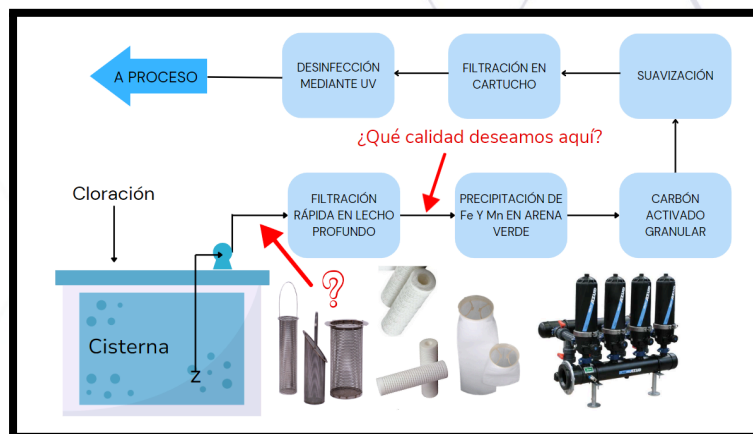 A PROCESO
DESINFECCIÓN
MEDIANTE UV
FILTRACIÓN EN
CARTUCHO
SUAVIZACIÓN
¿Qué calidad deseamos aquí?
Cloración
FILTRACIÓN
RÁPIDA EN LECHO
PROFUNDO
PRECIPITACIÓN DE
Fe Y Mn EN ARENA
VERDE
CARBÓN
ACTIVADO
GRANULAR
?
Cisterna
Z